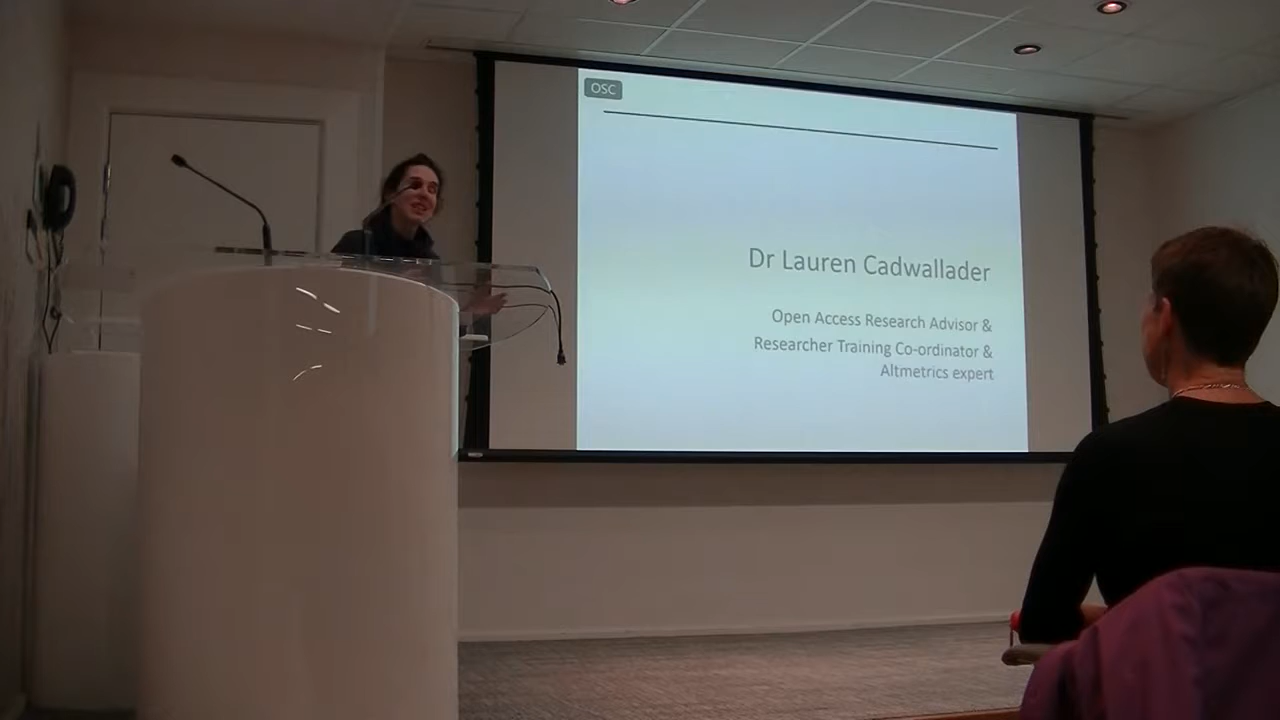 OSC
Dr Lauren Cadwallader
Open Access Research Advisor &
Researcher Training Co-ordinator &
Altmetrics expert